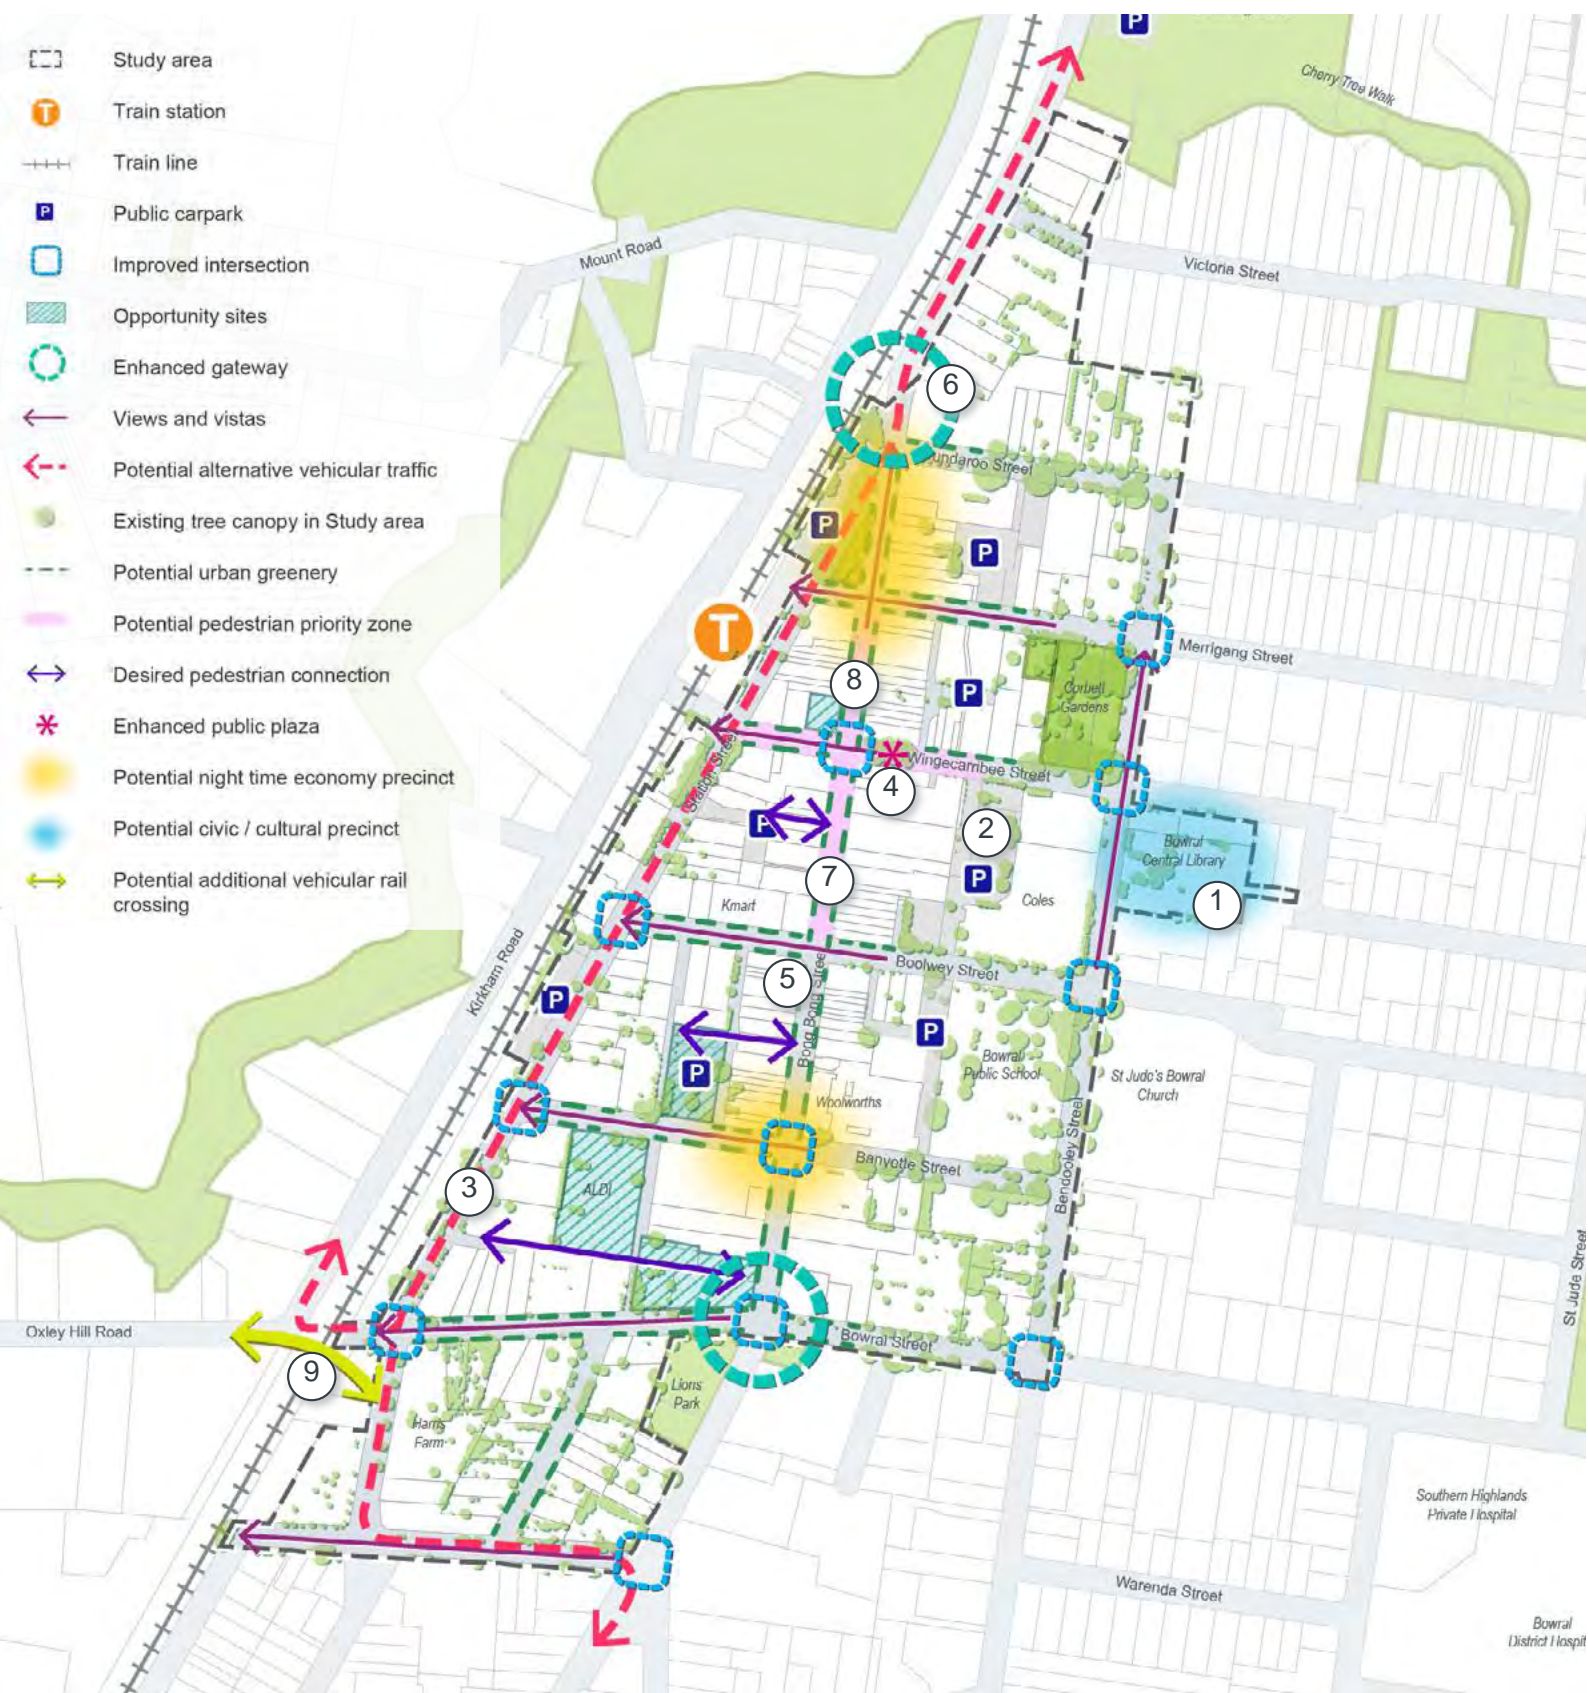 Study area
T
Train station
Train line
P
Public carpark
Improved intersection
Opportunity sites
Enhanced gateway
Views and vistas
Potential alternative vehicular traffic
Existing tree canopy in Study area
Potential urban greenery
Potential pedestrian priority zone
Desired pedestrian connection
Enhanced public plaza
Potential night time economy precinct
Potential civic / cultural precinct
Potential additional vehicular rail
crossing
P
Cherry Tree Walk
Mount Road
Victoria Street
6
undaroo Street
P
P
T
Merrigang Street
8
P
Corbett
Gardens
Wingecarribee Street
Station Street
4
P
2
Bowral
Central Library
7
P
1
Kmart
Coles
Kirkham Road
Boolwey Street
5
P
Bong Bong Street
P
Bowral
Public School
St Jude's Bowral
Church
P
Woolworths
Banyette Street
Bendooley Street
3
ALDI
St Jude Street
Oxley Hill Road
Bowral Street
9
Lions
Park
Harris
Farm
Southern Highlands
Private Hospital
Warenda Street
Bowral
District Hospit